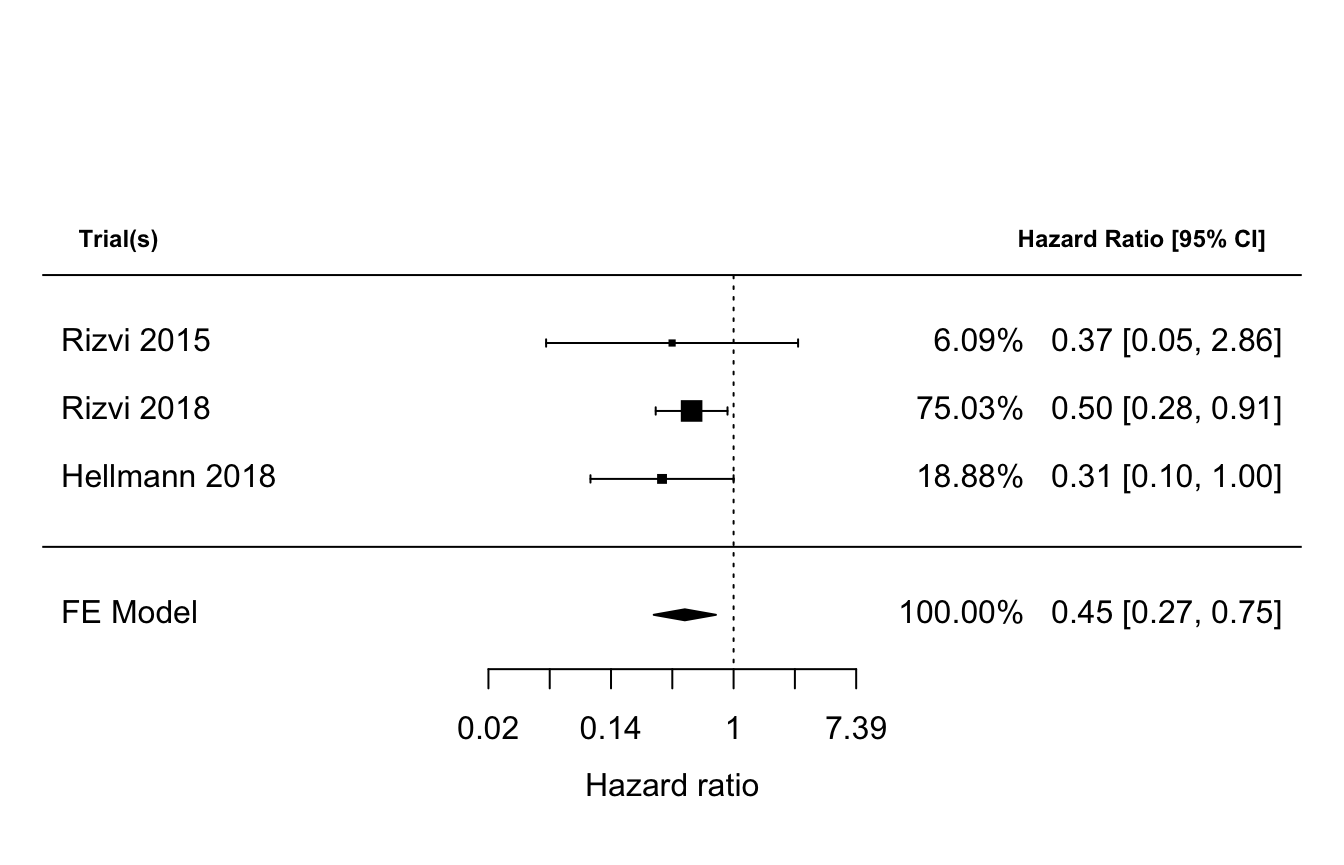 Trial(s) Hazard Ratio [95% CI]
Rizvi 2015 6.09% 0.37 [0.05, 2.86]
Rizvi 2018 75.03% 0.50 [0.28, 0.91]
Hellmann 2018 18.88% 0.31 [0.10, 1.00]
FE Model 100.00% 0.45 [0.27, 0.75]
0.02 0.14 1 7.39
Hazard ratio